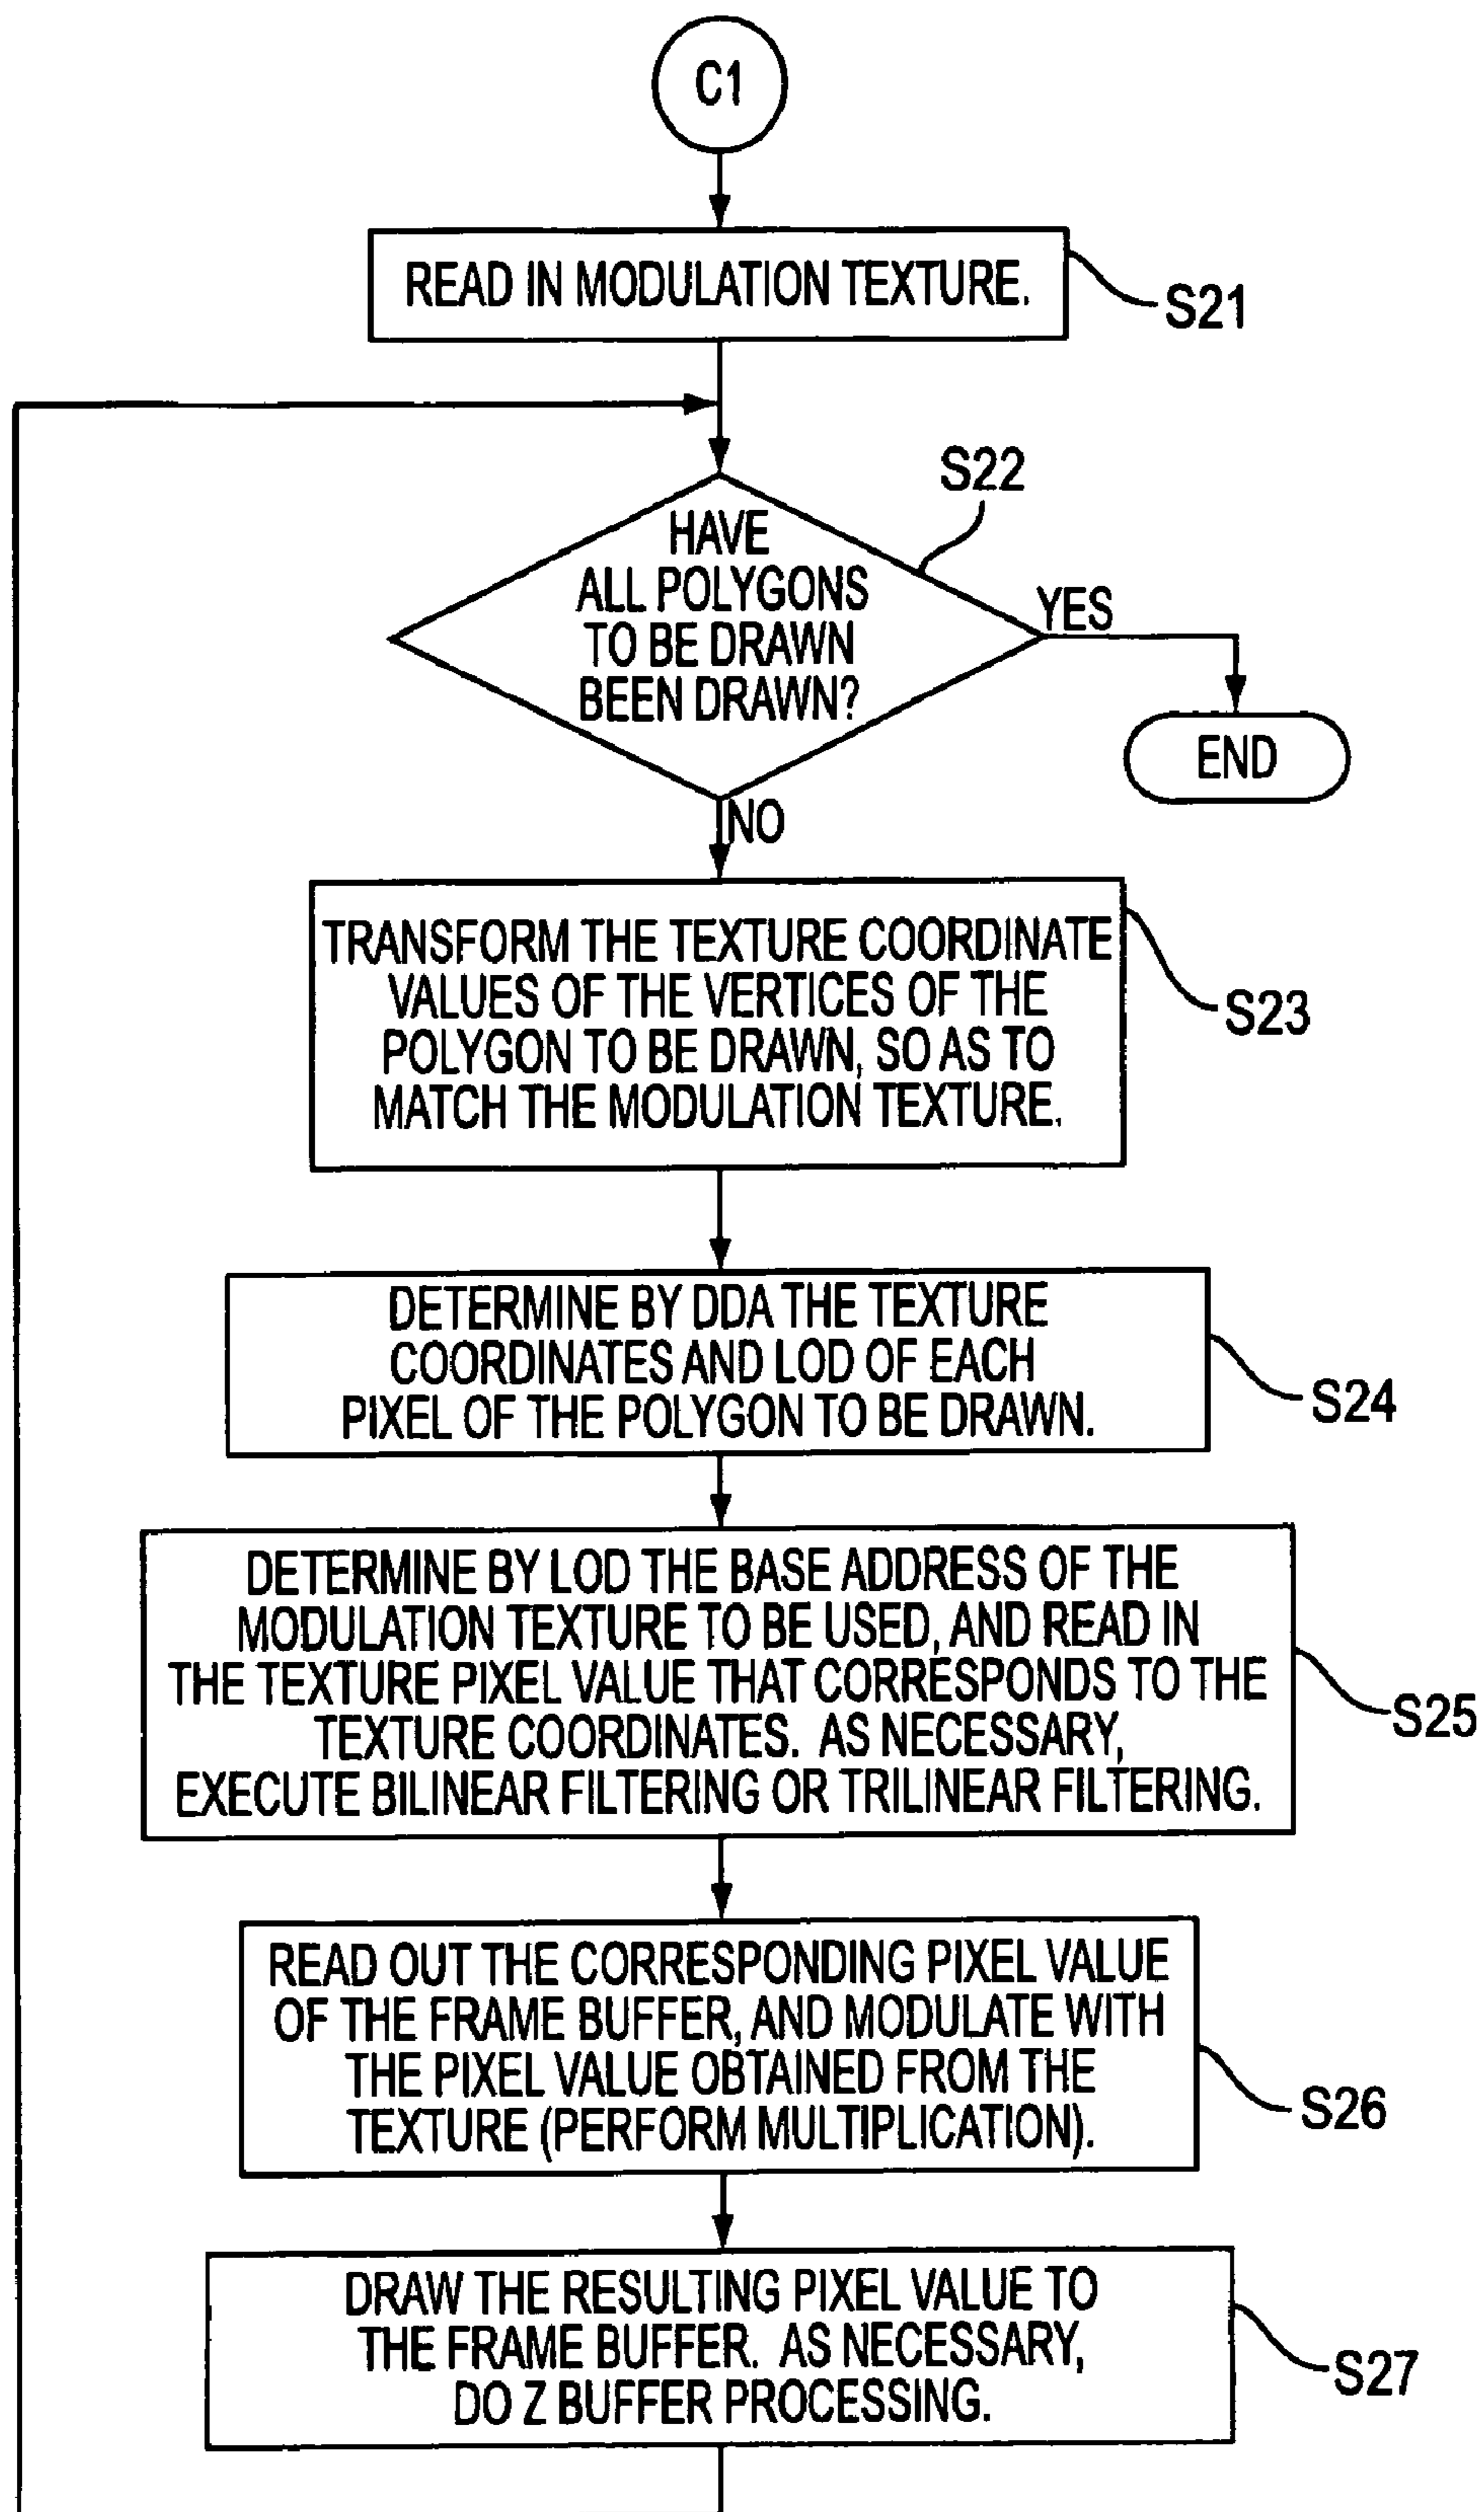 C1
READ IN MODULATION TEXTURE.
S21
S22
HAVE
ALL POLYGONS
TO BE DRAWN
BEEN DRAWN?
YES
END
NO
TRANSFORM THE TEXTURE COORDINATE
VALUES OF THE VERTICES OF THE
POLYGON TO BE DRAWN, SO AS TO
MATCH THE MODULATION TEXTURE.
S23
DETERMINE BY DDA THE TEXTURE
COORDINATES AND LOD OF EACH
PIXEL OF THE POLYGON TO BE DRAWN.
S24
DETERMINE BY LOD THE BASE ADDRESS OF THE
MODULATION TEXTURE TO BE USED, AND READ IN
THE TEXTURE PIXEL VALUE THAT CORRESPONDS TO THE
TEXTURE COORDINATES. AS NECESSARY,
EXECUTE BILINEAR FILTERING OR TRILINEAR FILTERING.
S25
READ OUT THE CORRESPONDING PIXEL VALUE
OF THE FRAME BUFFER, AND MODULATE WITH
THE PIXEL VALUE OBTAINED FROM THE
TEXTURE (PERFORM MULTIPLICATION).
S26
DRAW THE RESULTING PIXEL VALUE TO
THE FRAME BUFFER. AS NECESSARY,
DO Z BUFFER PROCESSING.
S27